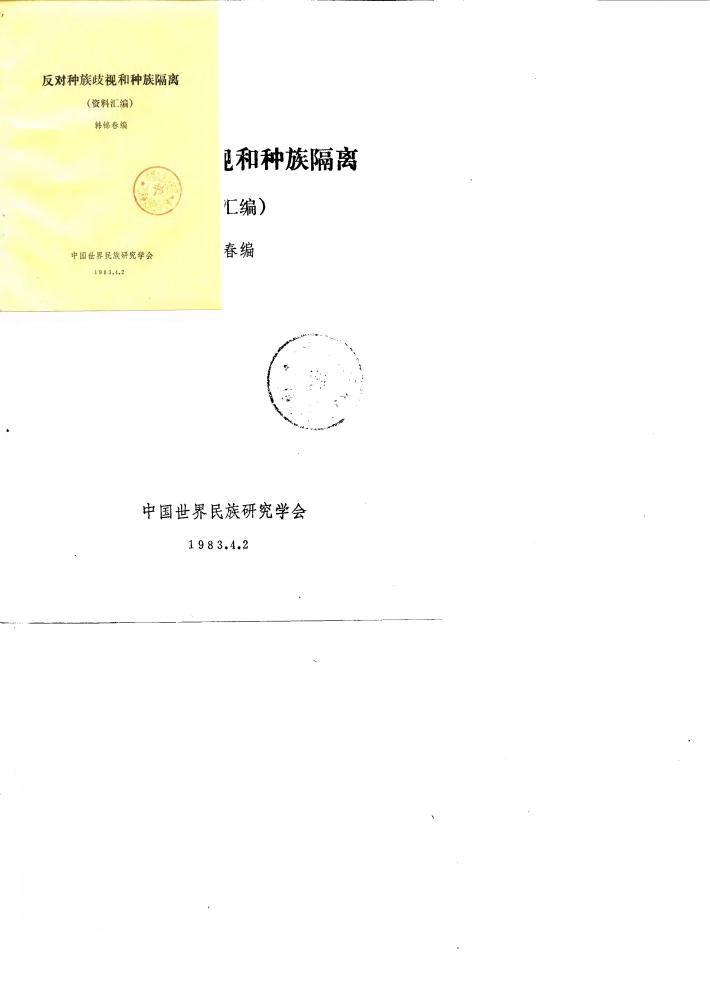 反对种族歧视和种族隔离
(资料汇编)
韩锦春编
中国世界民族研究学会
1983.4.2
和种族隔离
汇编)
春编
中国世界民族研究学会
1983.4.2